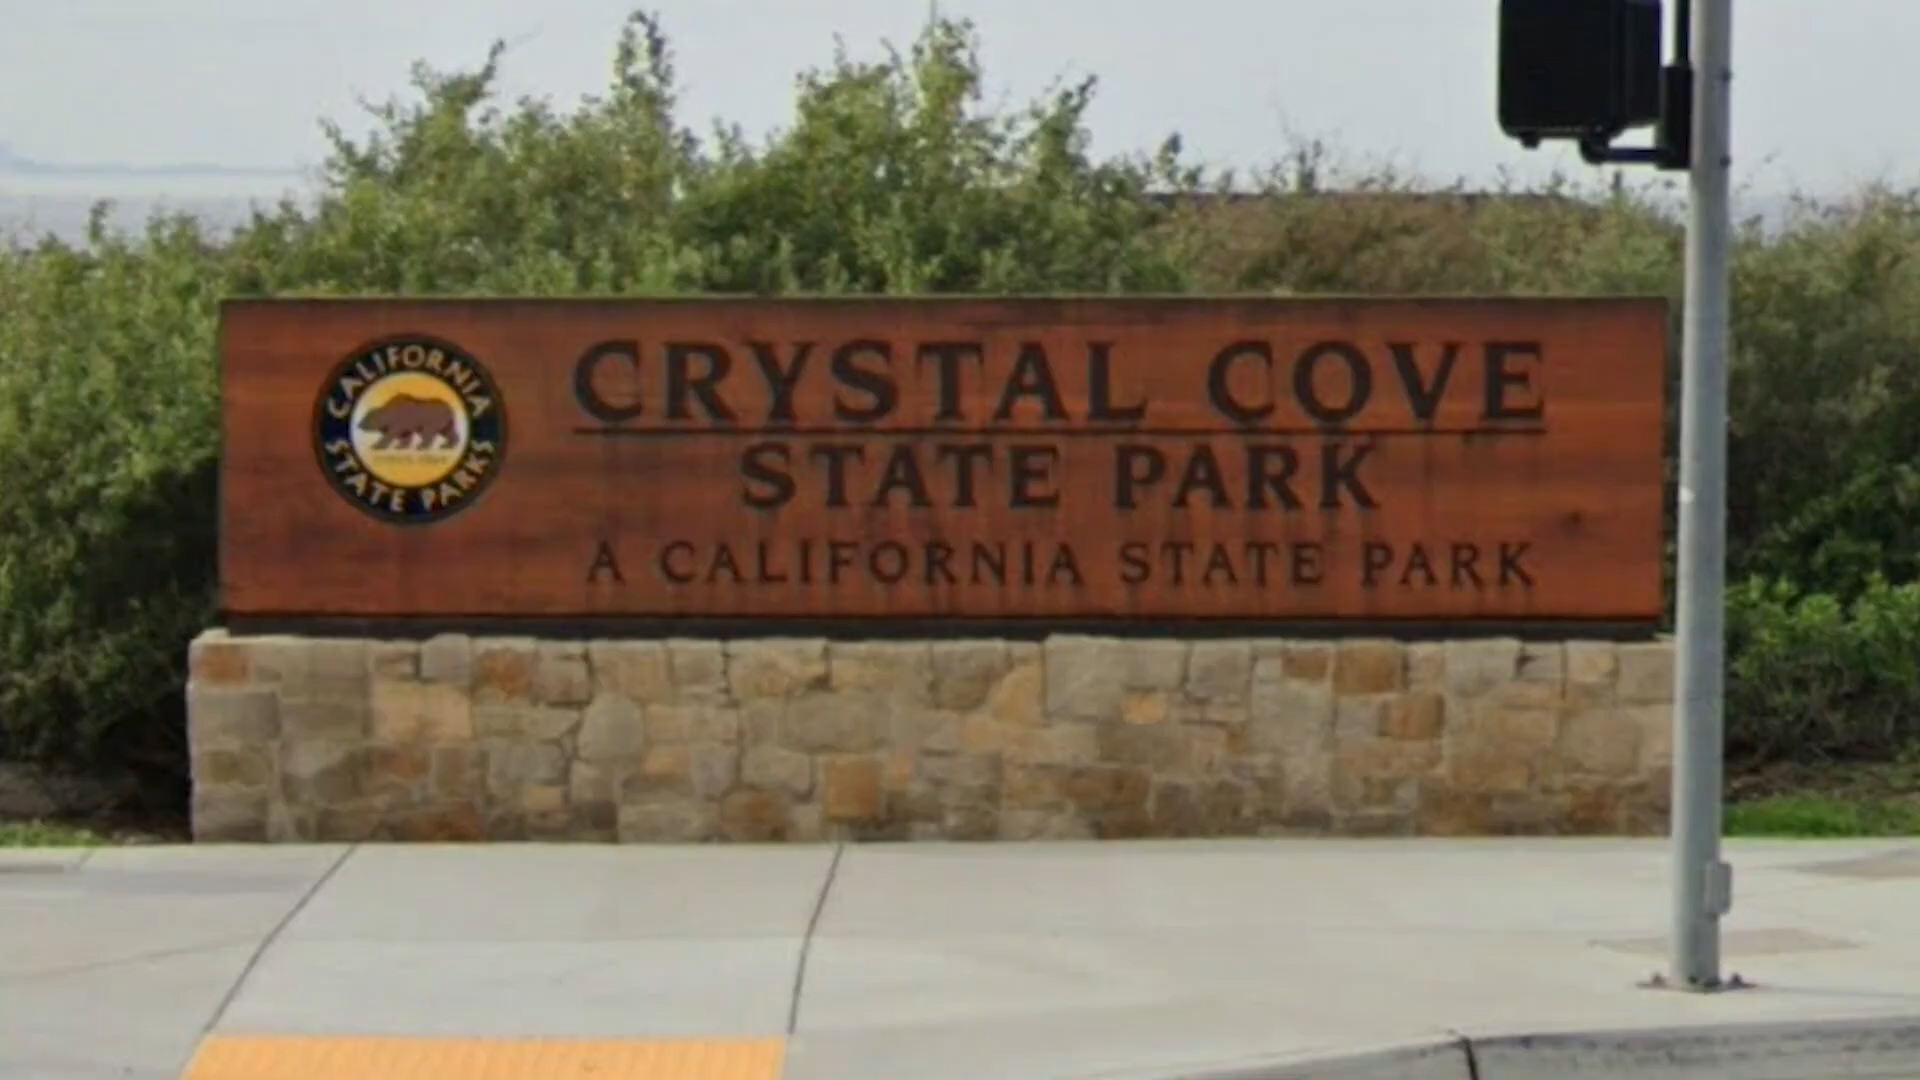 CALIFORNIA
STATE PARKS
CRYSTAL COVE
STATE PARK
A CALIFORNIA STATE PARK